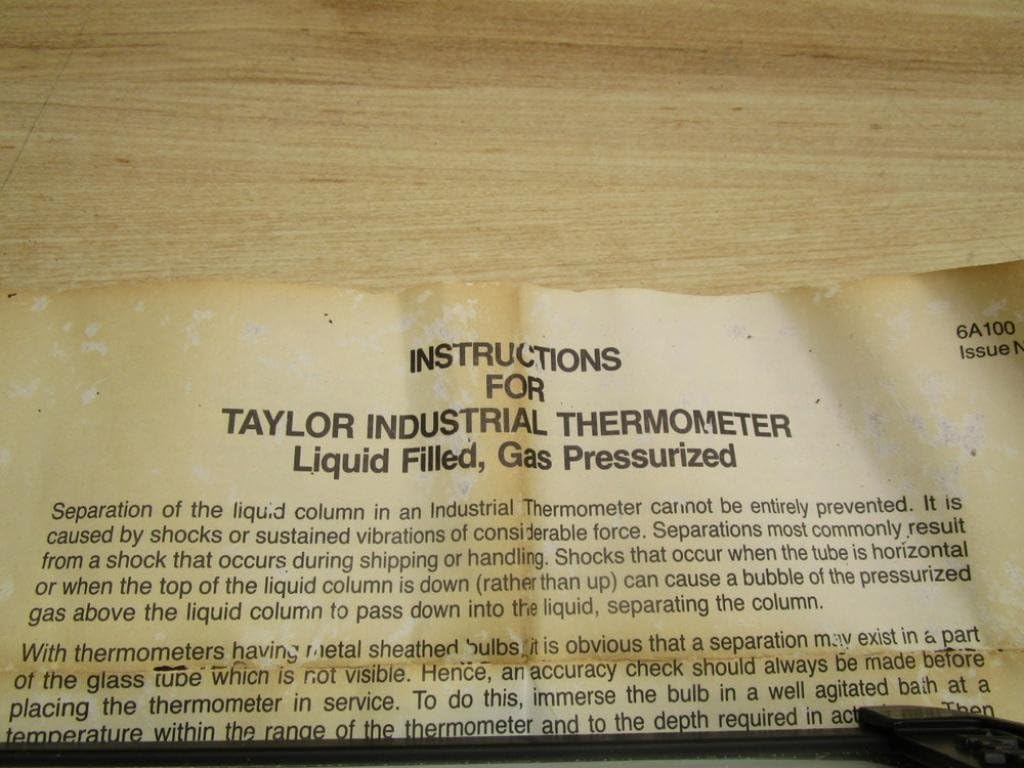 6A100
Issue N
INSTRUCTIONS
FOR
TAYLOR INDUSTRIAL THERMOMETER
Liquid Filled, Gas Pressurized
Separation of the liquid column in an Industrial Thermometer cannot be entirely prevented. It is
caused by shocks or sustained vibrations of considerable force. Separations most commonly result
from a shock that occurs during shipping or handling. Shocks that occur when the tube is horizontal
or when the top of the liquid column is down (rather than up) can cause a bubble of the pressurized
gas above the liquid column to pass down into the liquid, separating the column.
With thermometers having metal sheathed bulbs, it is obvious that a separation may exist in a part
of the glass tube which is not visible. Hence, an accuracy check should always be made before
placing the thermometer in service. To do this, immerse the bulb in a well agitated bath at a
temperature within the range of the thermometer and to the depth required in Then